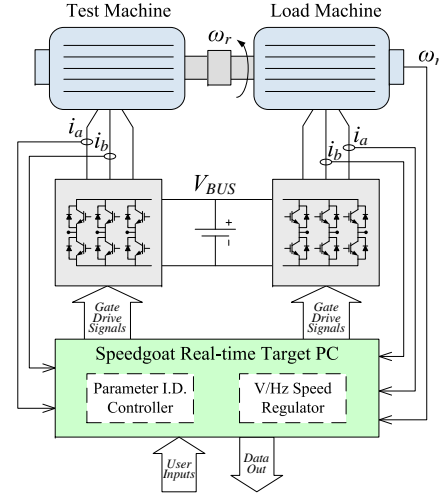 Test Machine
Load Machine
ω_r
ω_r
i_a
i_b
i_a
i_b
V_BUS
+
-
Gate
Drive
Signals
Gate
Drive
Signals
Speedgoat Real-time Target PC
Parameter I.D.
Controller
V/Hz Speed
Regulator
User
Inputs
Data
Out